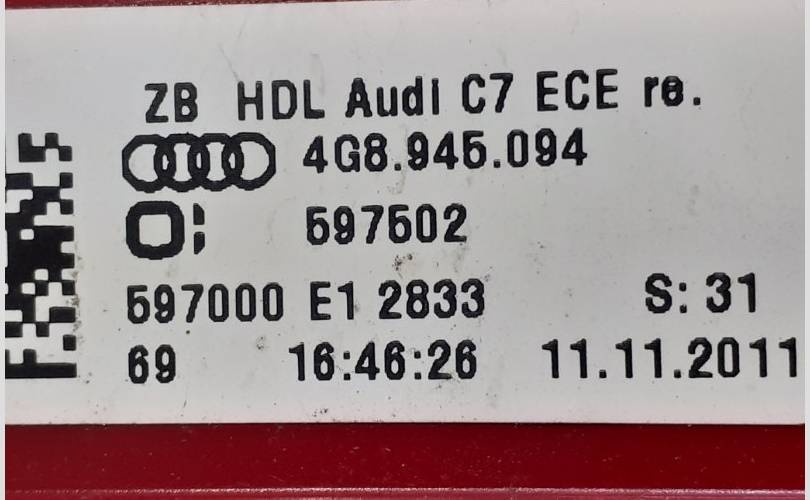 ZB HDL Audi C7 ECE re.
4G8.945.094
597502
597000 E1 2833 S: 31
69 16:46:26 11.11.2011